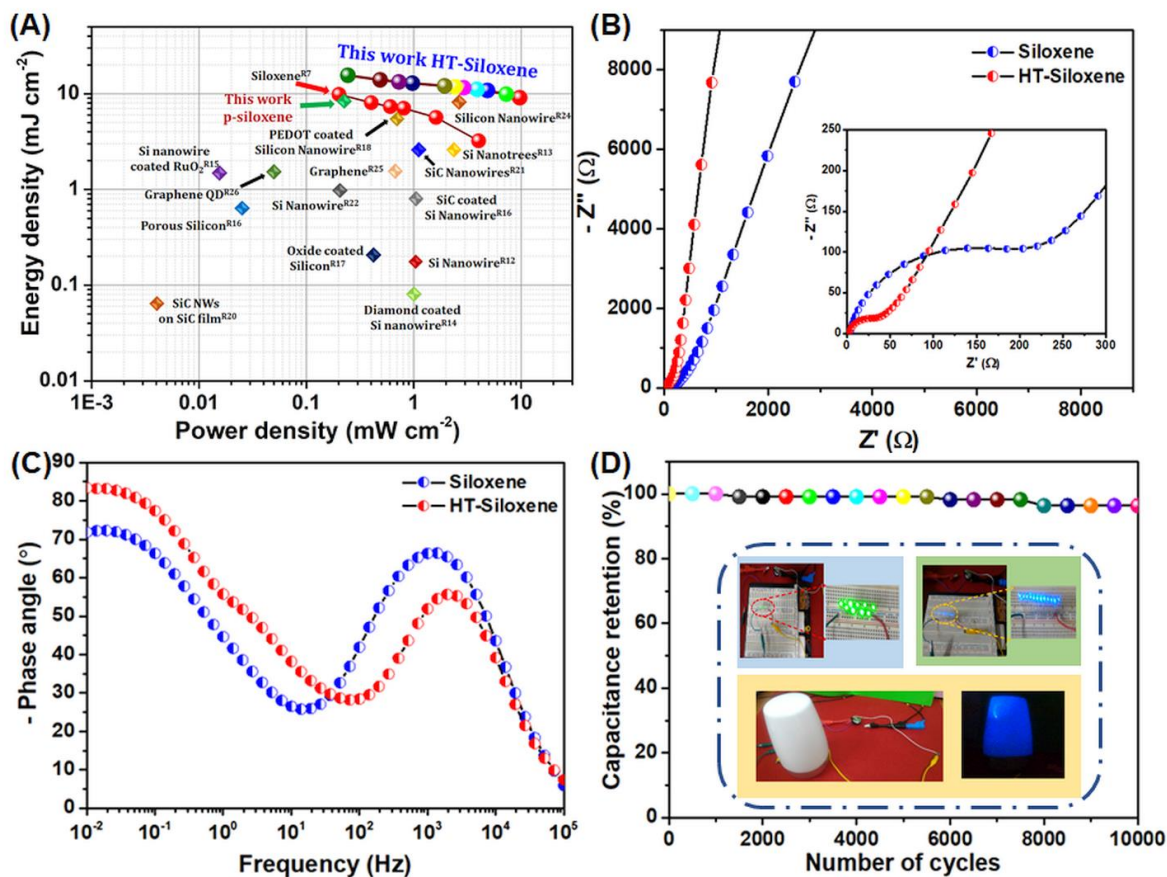 (A)
This work HT-Siloxene
Siloxene^R7
This work
p-siloxene
Silicon Nanowire^R24
PEDOT coated
Silicon Nanowire^R18
Si Nanotrees^R13
Si nanowire
coated RuO₂^R15
Graphene^R25
SiC Nanowires^R21
Graphene QD^R26
Si Nanowire^R22
SiC coated
Si Nanowire^R16
Porous Silicon^R16
Oxide coated
Silicon^R17
Si Nanowire^R12
SiC NWs
on SiC film^R20
Diamond coated
Si nanowire^R14
Energy density (mJ cm⁻²)
10
1
0.1
0.01
1E-3 0.01 0.1 1 10
Power density (mW cm⁻²)
(B)
Siloxene
HT-Siloxene
- Z'' (Ω)
8000
6000
4000
2000
0
0 2000 4000 6000 8000
Z' (Ω)
- Z'' (Ω)
250
200
150
100
50
0
0 50 100 150 200 250 300
Z' (Ω)
(C)
Siloxene
HT-Siloxene
- Phase angle (°)
90
80
70
60
50
40
30
20
10
0
10⁻² 10⁻¹ 10⁰ 10¹ 10² 10³ 10⁴ 10⁵
Frequency (Hz)
(D)
Capacitance retention (%)
100
80
60
40
20
0
0 2000 4000 6000 8000 10000
Number of cycles